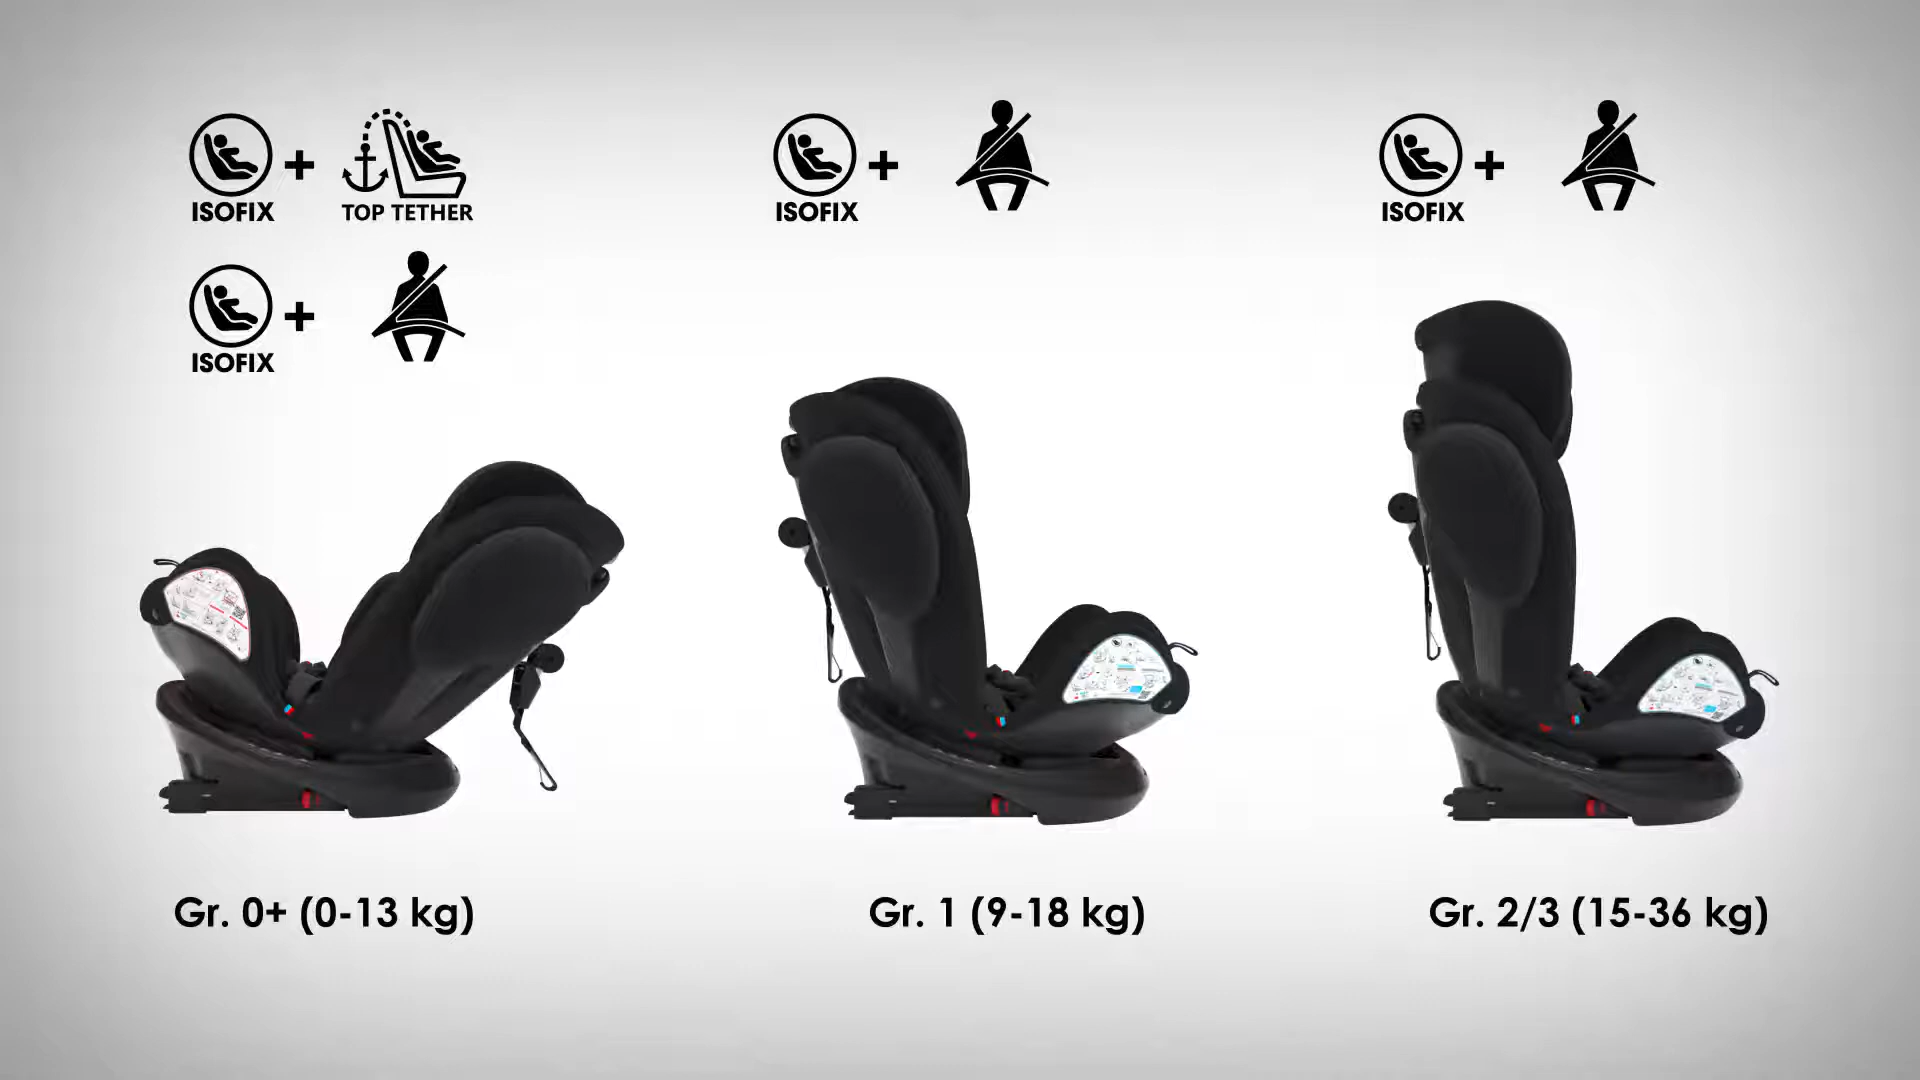 ISOFIX + TOP TETHER
ISOFIX +
Gr. 0+ (0-13 kg)
ISOFIX +
Gr. 1 (9-18 kg)
ISOFIX +
Gr. 2/3 (15-36 kg)